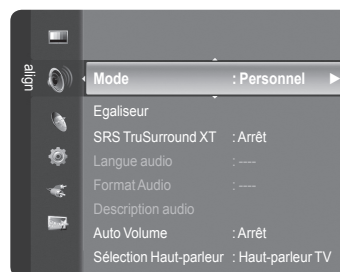 align
Mode : Personnel
Egaliseur
SRS TruSurround XT : Arrêt
Langue audio : ----
Format Audio : ----
Description audio
Auto Volume : Arrêt
Sélection Haut-parleur : Haut-parleur TV